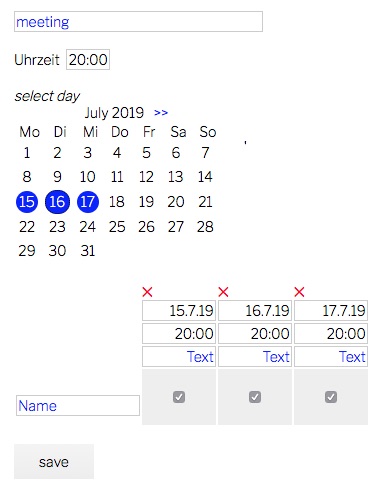 meeting
Uhrzeit 20:00
select day
July 2019 >>
Mo Di Mi Do Fr Sa So
1 2 3 4 5 6 7
8 9 10 11 12 13 14
15 16 17 18 19 20 21
22 23 24 25 26 27 28
29 30 31
15.7.19 16.7.19 17.7.19
20:00 20:00 20:00
Text Text Text
Name
save